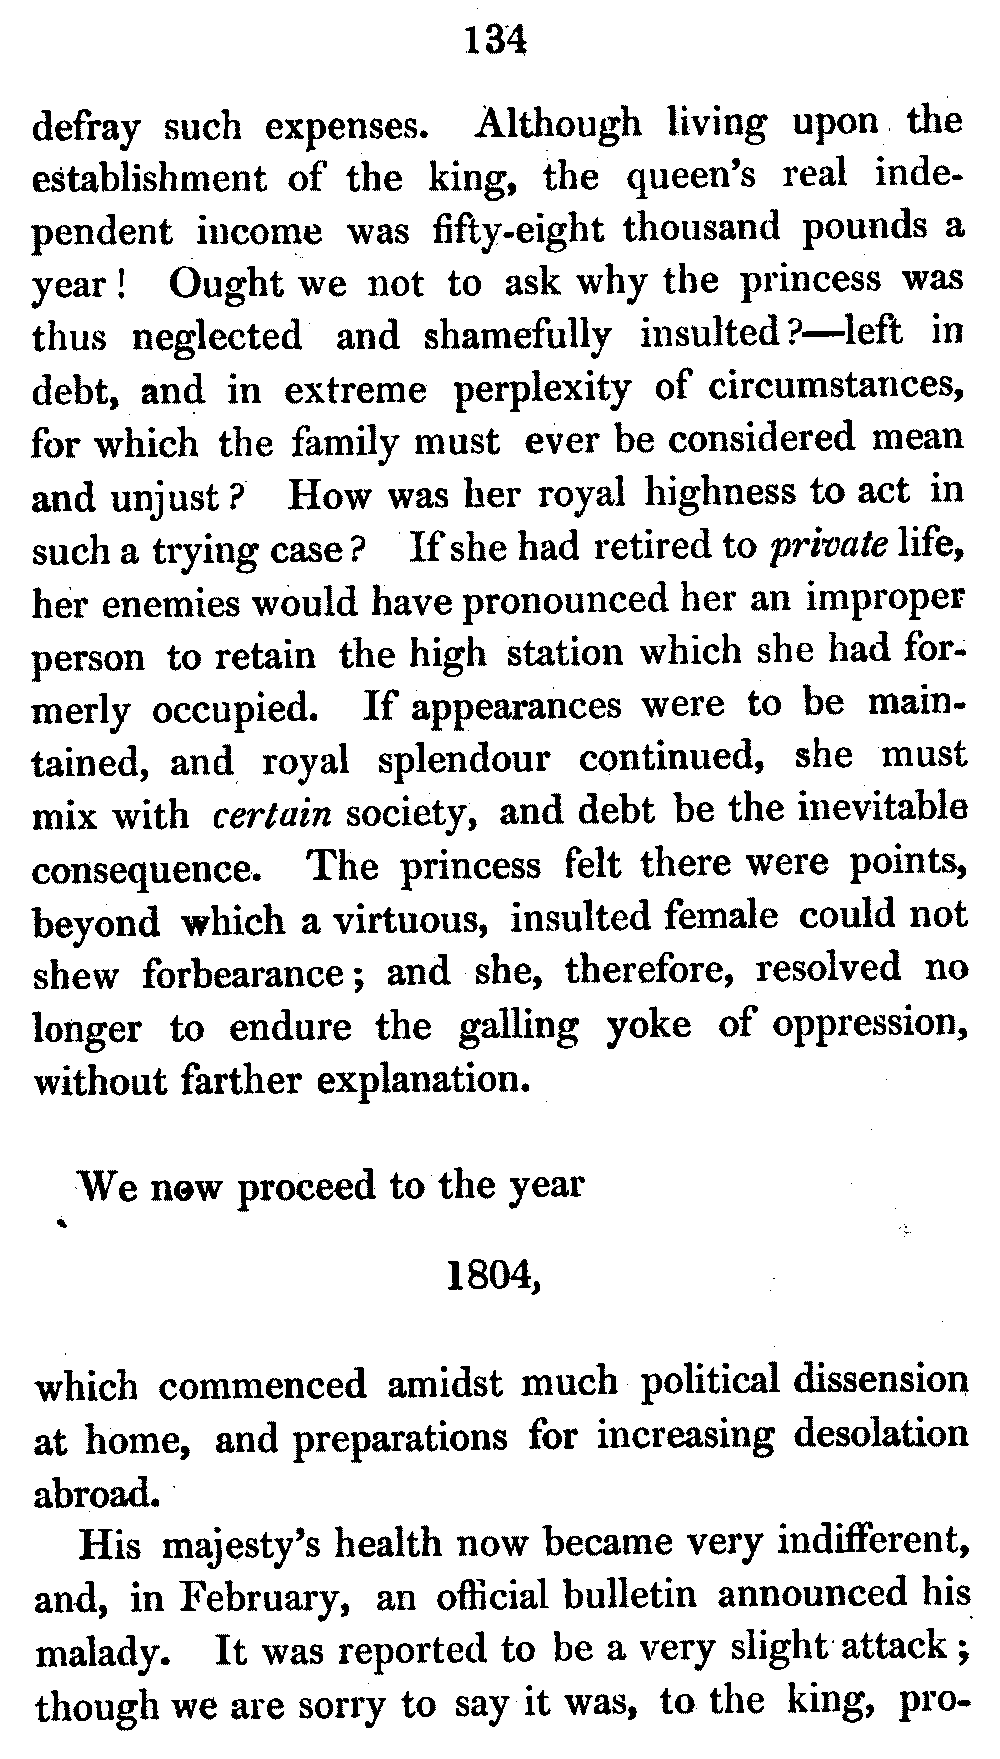 134
defray such expenses. Although living upon the
establishment of the king, the queen's real inde-
pendent income was fifty-eight thousand pounds a
year! Ought we not to ask why the princess was
thus neglected and shamefully insulted?—left in
debt, and in extreme perplexity of circumstances,
for which the family must ever be considered mean
and unjust? How was her royal highness to act in
such a trying case? If she had retired to private life,
her enemies would have pronounced her an improper
person to retain the high station which she had for-
merly occupied. If appearances were to be main-
tained, and royal splendour continued, she must
mix with certain society, and debt be the inevitable
consequence. The princess felt there were points,
beyond which a virtuous, insulted female could not
shew forbearance; and she, therefore, resolved no
longer to endure the galling yoke of oppression,
without farther explanation.
We now proceed to the year
1804,
which commenced amidst much political dissension
at home, and preparations for increasing desolation
abroad.
His majesty's health now became very indifferent,
and, in February, an official bulletin announced his
malady. It was reported to be a very slight attack;
though we are sorry to say it was, to the king, pro-